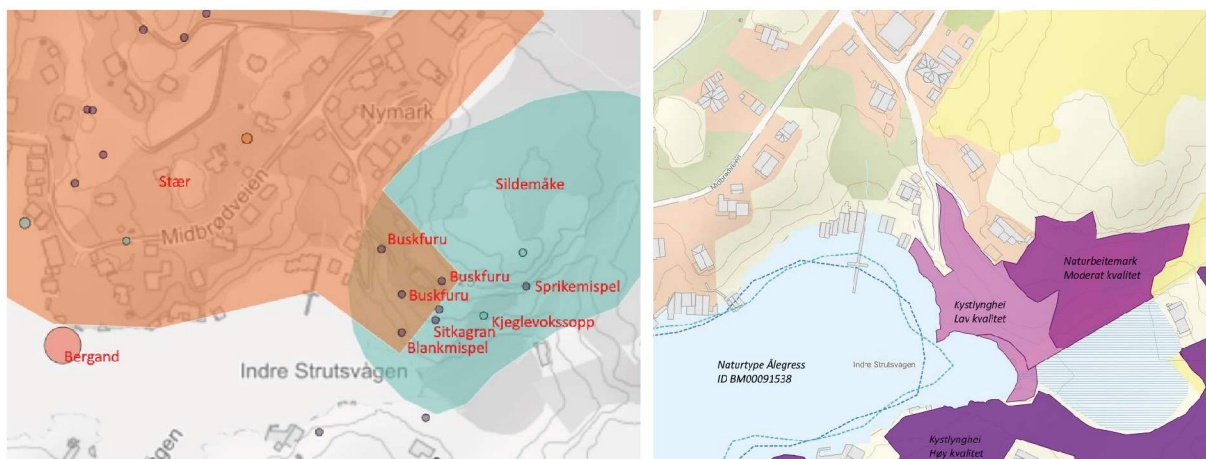 Nymark
Stær
Sildemåke
Midbrødveien
Buskfuru
Buskfuru
Buskfuru
Sprikemispel
Sitkagran
Kjeglevokssopp
Blankmispel
Bergand
Indre Strutsvågen
vågen
Midbrødveien
Naturbeitemark
Moderat kvalitet
Kystlynghei
Lav kvalitet
Naturtype Ålegress
ID BM00091538
Indre Strutsvågen
Kystlynghei
Høy kvalitet